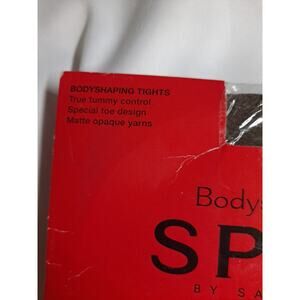 BODYSHAPING TIGHTS
True tummy control
Special toe design
Matte opaque yarns
Bodys
SP
BY SA